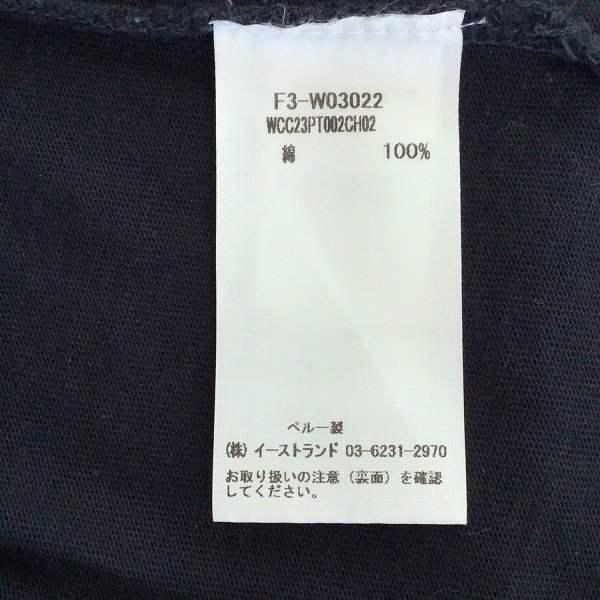 F3-W03022
WCC23PT002CH02
綿 100%
ペルー製
(株) イーストランド 03-6231-2970
お取り扱いの注意 (裏面) を確認
してください。